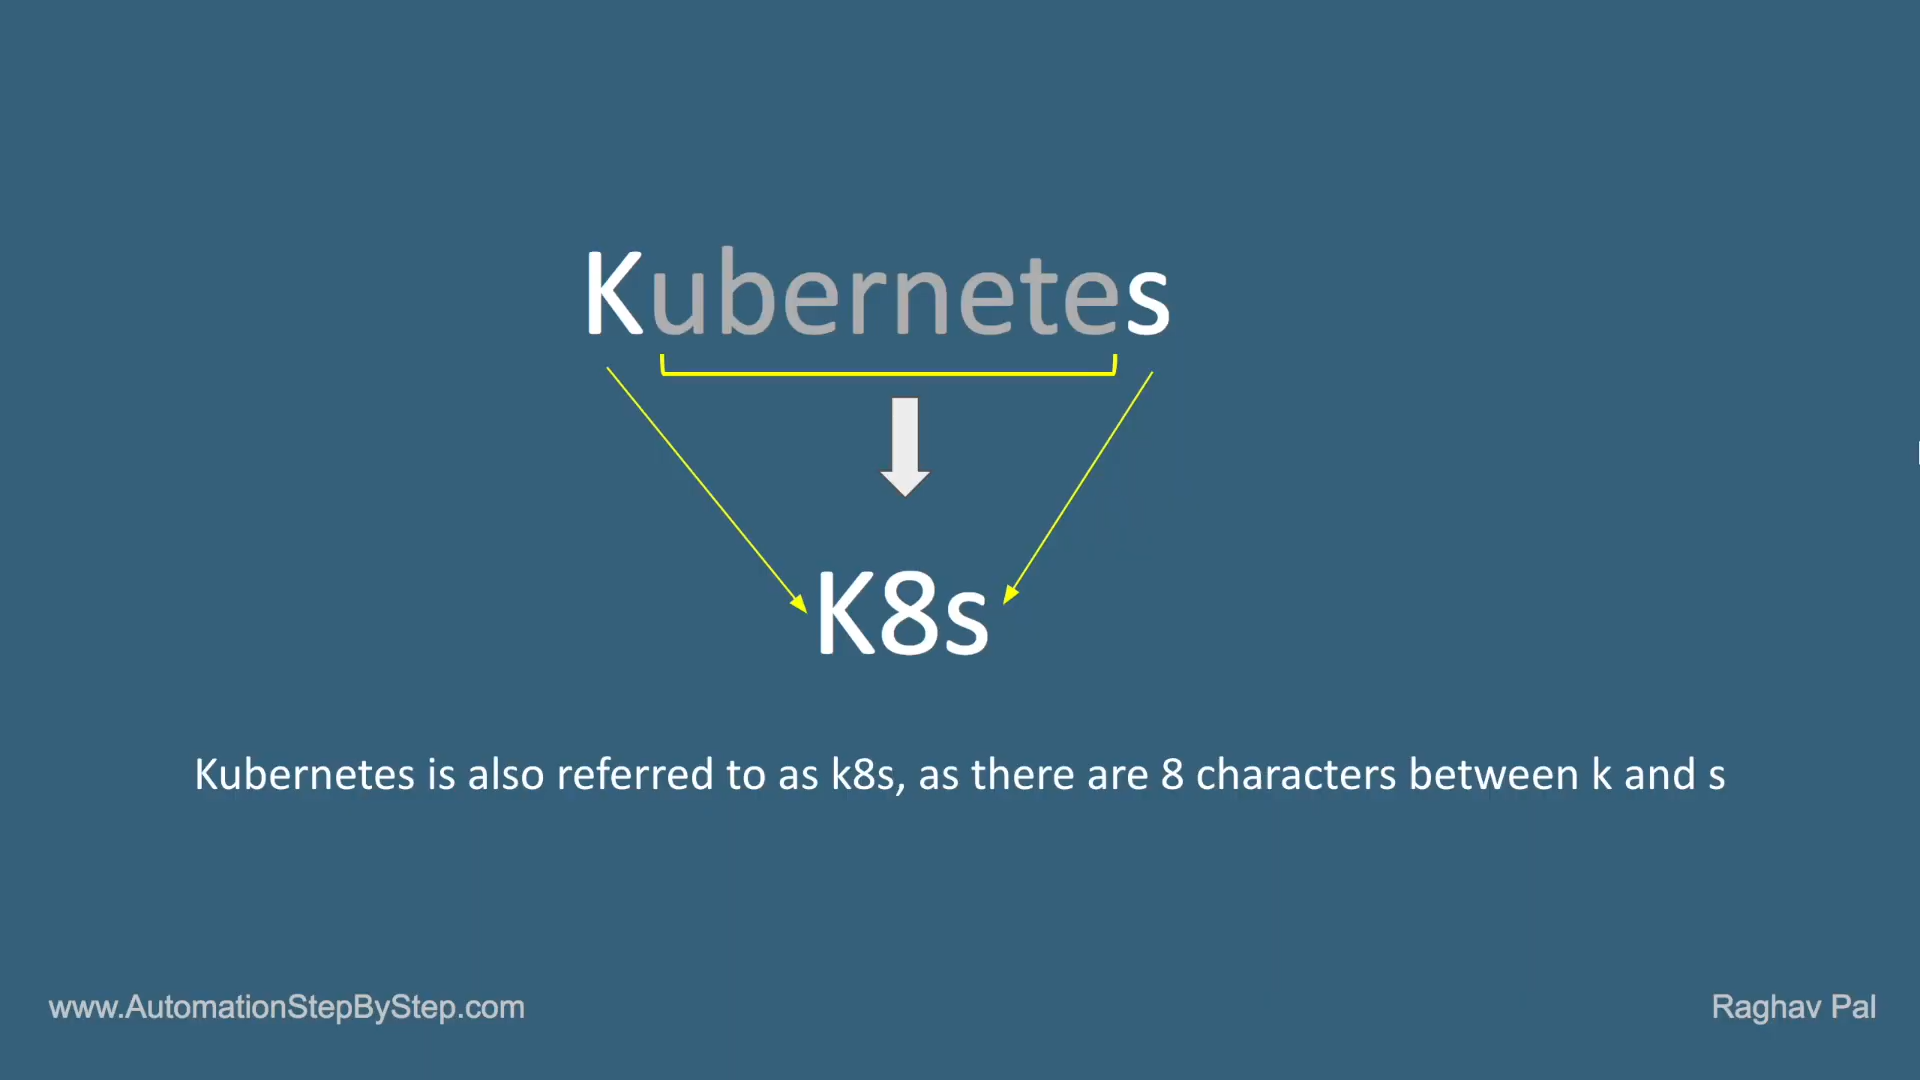 Kubernetes
K8s
Kubernetes is also referred to as k8s, as there are 8 characters between k and s
www.AutomationStepByStep.com
Raghav Pal